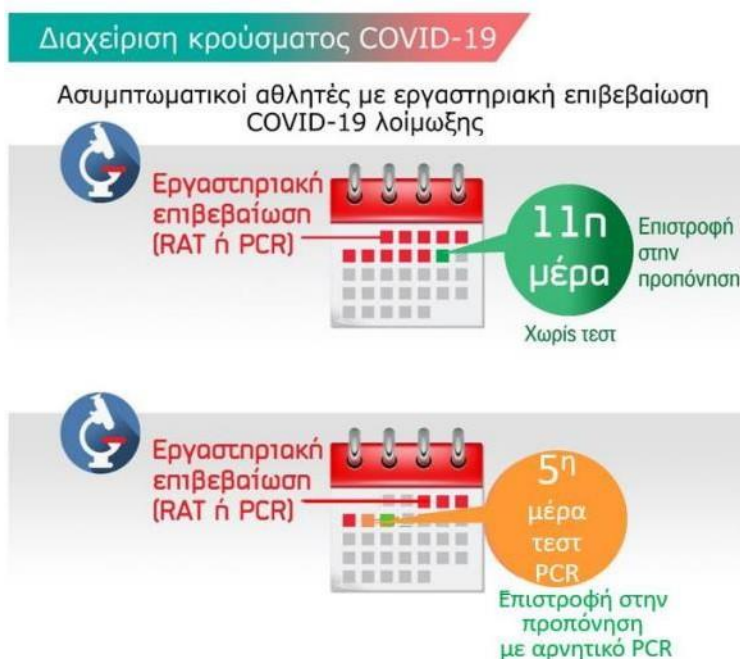 Διαχείριση κρούσματος COVID-19
Ασυμπτωματικοί αθλητές με εργαστηριακή επιβεβαίωση
COVID-19 λοίμωξης
Εργαστηριακή
επιβεβαίωση
(RAT ή PCR)
11η
μέρα
Επιστροφή
στην
προπόνηση
Χωρίς τεστ
Εργαστηριακή
επιβεβαίωση
(RAT ή PCR)
5η
μέρα
τεστ
PCR
Επιστροφή στην
προπόνηση
με αρνητικό PCR